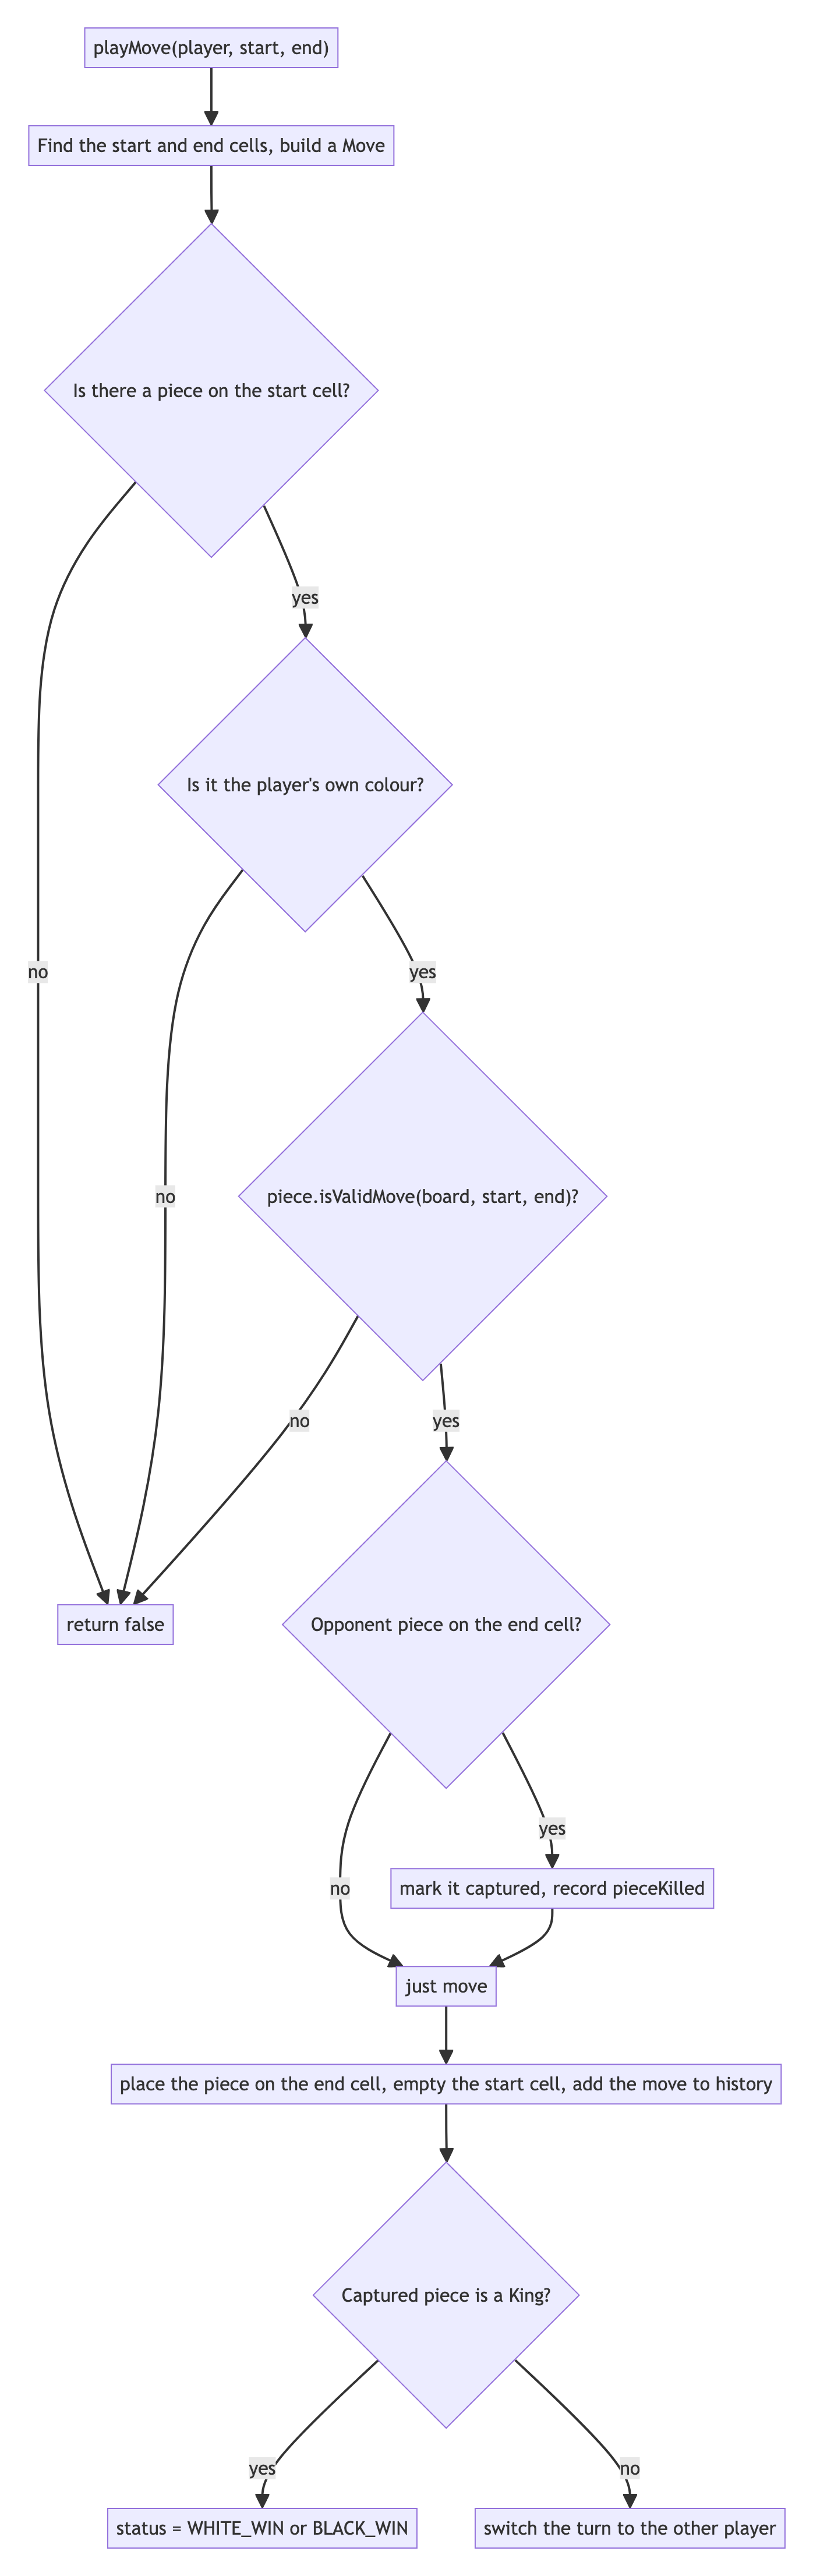 playMove(player, start, end)
Find the start and end cells, build a Move
Is there a piece on the start cell?
yes
Is it the player's own colour?
no
yes
no
piece.isValidMove(board, start, end)?
no
yes
return false
Opponent piece on the end cell?
yes
no
mark it captured, record pieceKilled
just move
place the piece on the end cell, empty the start cell, add the move to history
Captured piece is a King?
yes
no
status = WHITE_WIN or BLACK_WIN
switch the turn to the other player